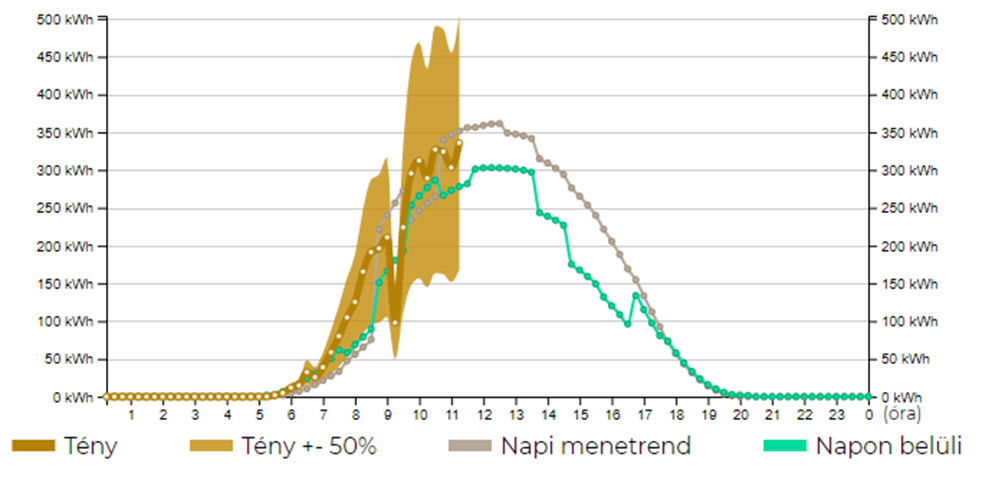 500 kWh 500 kWh
450 kWh 450 kWh
400 kWh 400 kWh
350 kWh 350 kWh
300 kWh 300 kWh
250 kWh 250 kWh
200 kWh 200 kWh
150 kWh 150 kWh
100 kWh 100 kWh
50 kWh 50 kWh
0 kWh 0 kWh
1 2 3 4 5 6 7 8 9 10 11 12 13 14 15 16 17 18 19 20 21 22 23 0 (óra)
Tény Tény +- 50% Napi menetrend Napon belüli